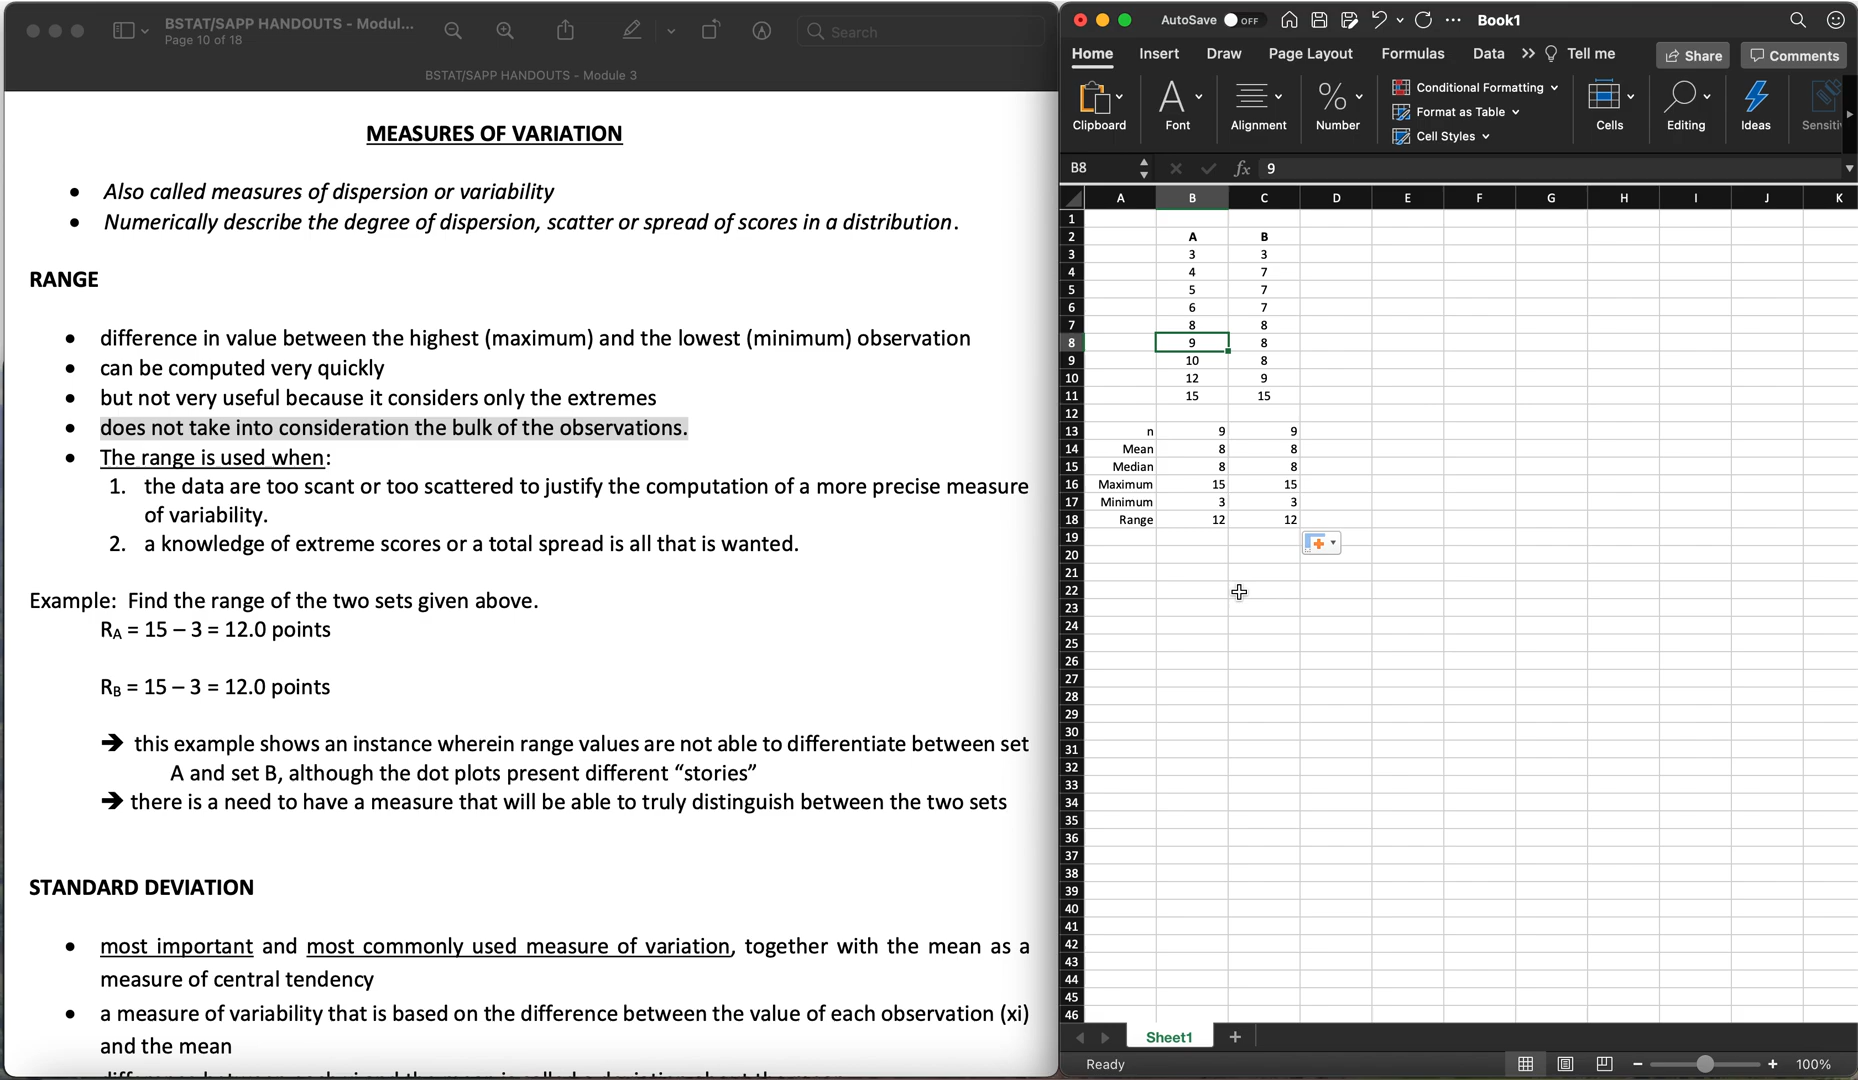 BSTAT/SAPP HANDOUTS - Modul...
Page 10 of 18
Search
BSTAT/SAPP HANDOUTS - Module 3
MEASURES OF VARIATION
• Also called measures of dispersion or variability
• Numerically describe the degree of dispersion, scatter or spread of scores in a distribution.
RANGE
• difference in value between the highest (maximum) and the lowest (minimum) observation
• can be computed very quickly
• but not very useful because it considers only the extremes
• does not take into consideration the bulk of the observations.
• The range is used when:
1. the data are too scant or too scattered to justify the computation of a more precise measure
of variability.
2. a knowledge of extreme scores or a total spread is all that is wanted.
Example: Find the range of the two sets given above.
RA = 15 – 3 = 12.0 points
RB = 15 – 3 = 12.0 points
➔ this example shows an instance wherein range values are not able to differentiate between set
A and set B, although the dot plots present different “stories”
➔ there is a need to have a measure that will be able to truly distinguish between the two sets
STANDARD DEVIATION
• most important and most commonly used measure of variation, together with the mean as a
measure of central tendency
• a measure of variability that is based on the difference between the value of each observation (xi)
and the mean
AutoSave OFF Book1
Home Insert Draw Page Layout Formulas Data Tell me Share Comments
Clipboard Font Alignment Number
Conditional Formatting
Format as Table
Cell Styles
Cells Editing Ideas Sensiti
B8 fx 9
A B C D E F G H I J K
1
2 A B
3 3 3
4 4 7
5 5 7
6 6 7
7 8 8
8 9 8
9 10 8
10 12 9
11 15 15
12
13 n 9 9
14 Mean 8 8
15 Median 8 8
16 Maximum 15 15
17 Minimum 3 3
18 Range 12 12
19
20
21
22
23
24
25
26
27
28
29
30
31
32
33
34
35
36
37
38
39
40
41
42
43
44
45
46
Sheet1 +
Ready 100%